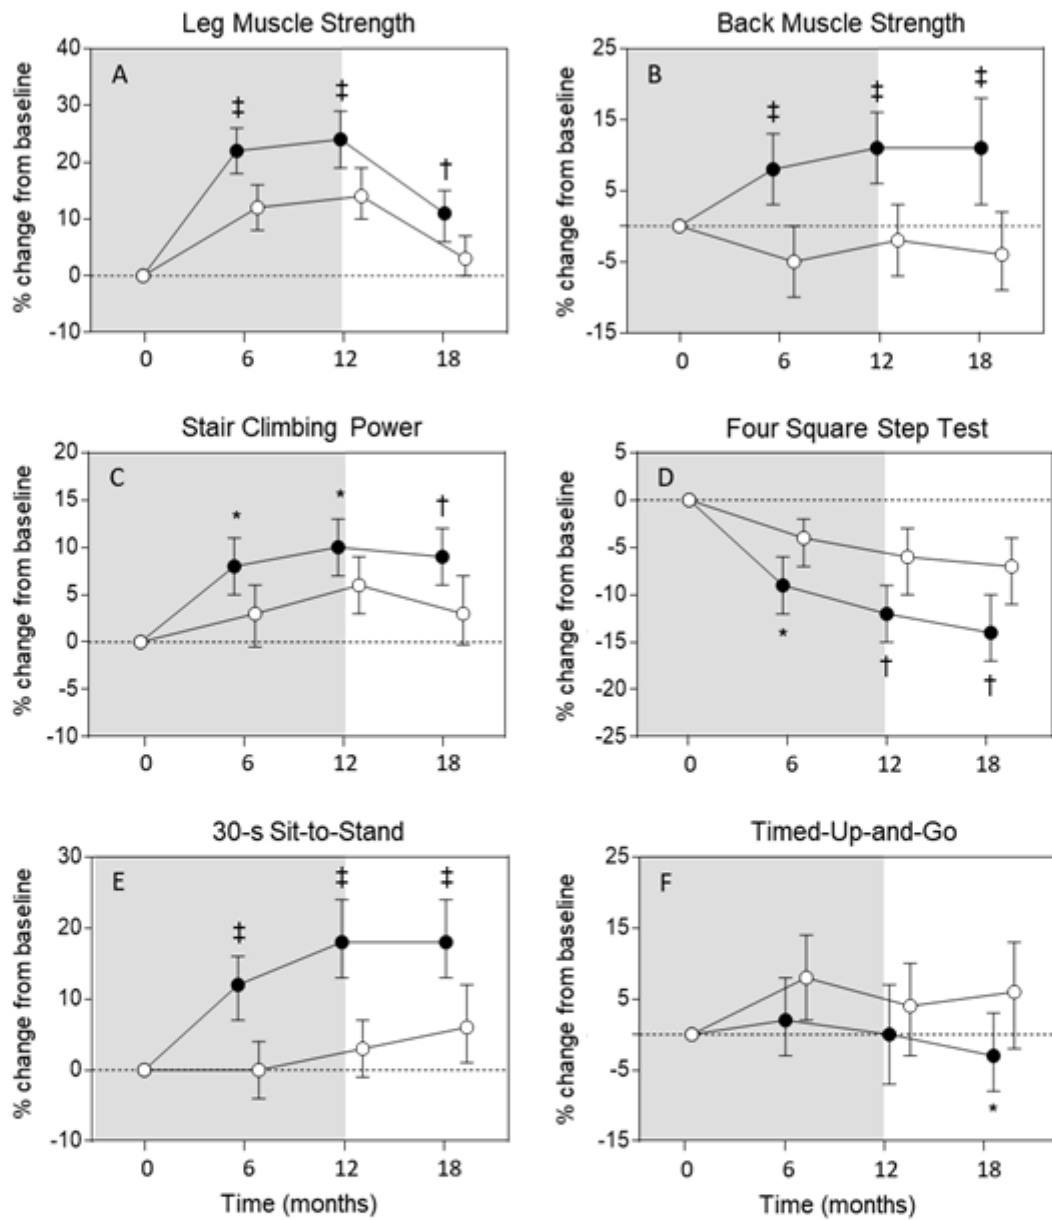 Leg Muscle Strength
% change from baseline
A
40
30
20
10
0
-10
‡ ‡ †
0 6 12 18
Back Muscle Strength
% change from baseline
B
25
15
5
-5
-15
‡ ‡ ‡
0 6 12 18
Stair Climbing Power
% change from baseline
C
20
15
10
5
0
-5
-10
* * †
0 6 12 18
Four Square Step Test
% change from baseline
D
5
0
-5
-10
-15
-20
-25
* † †
0 6 12 18
30-s Sit-to-Stand
% change from baseline
E
30
20
10
0
-10
‡ ‡ ‡
0 6 12 18
Time (months)
Timed-Up-and-Go
% change from baseline
F
25
15
5
-5
-15
*
0 6 12 18
Time (months)